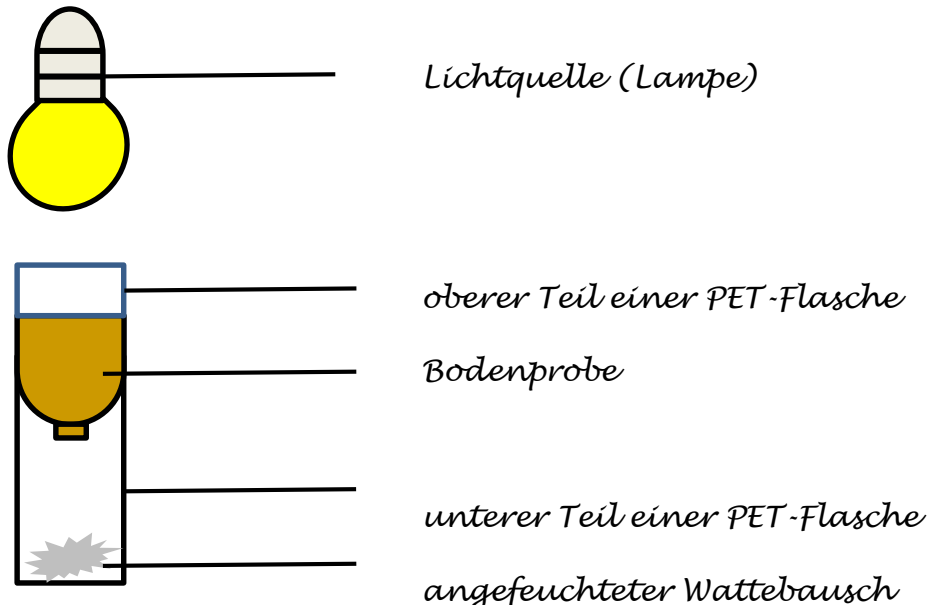 Lichtquelle (Lampe)
oberer Teil einer PET-Flasche
Bodenprobe
unterer Teil einer PET-Flasche
angefeuchteter Wattebausch